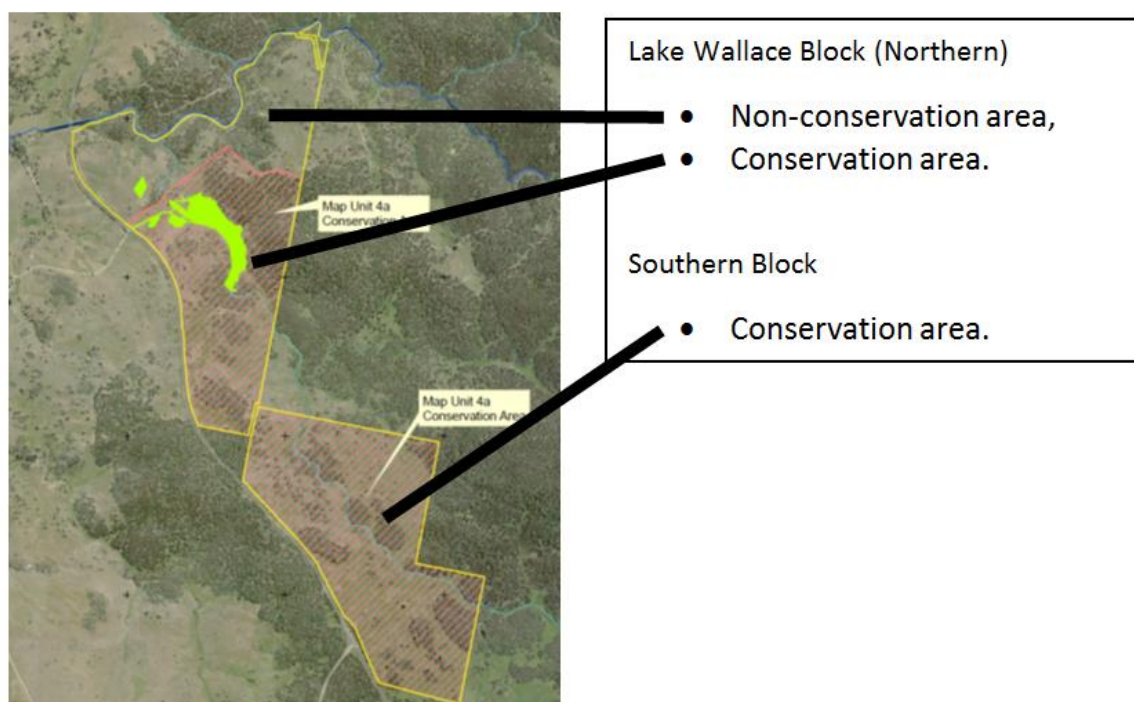 Lake Wallace Block (Northern)
• Non-conservation area,
• Conservation area.
Southern Block
• Conservation area.
Map Unit 4a
Conservation
Map Unit 4a
Conservation Area